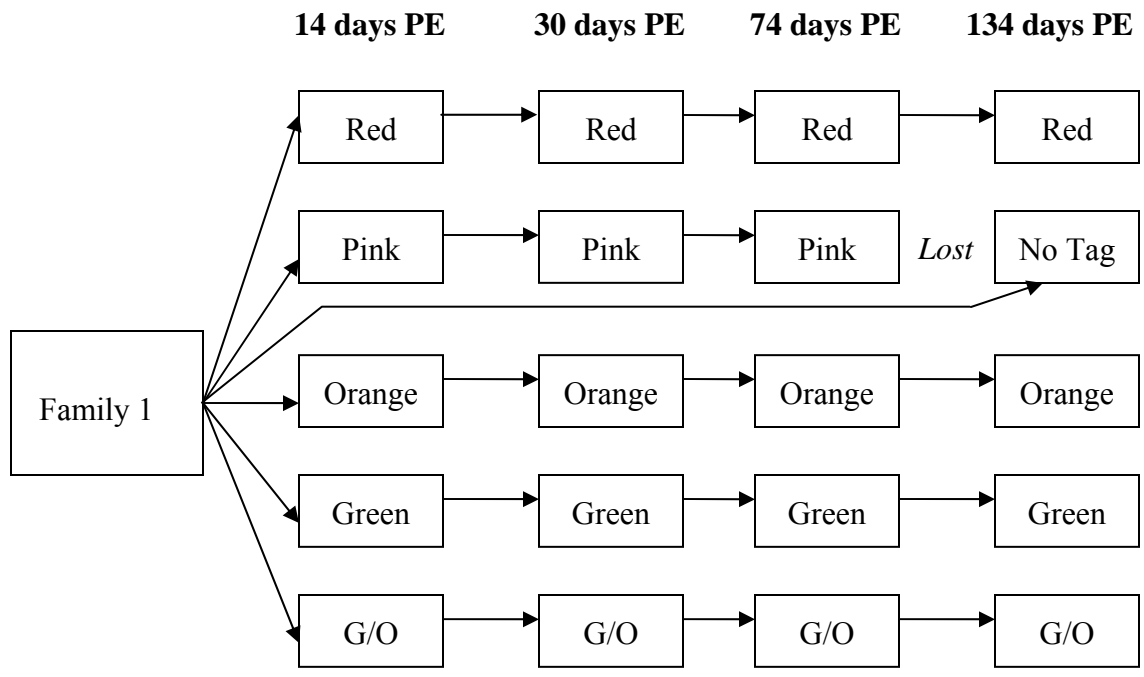 14 days PE 30 days PE 74 days PE 134 days PE
Red Red Red Red
Pink Pink Pink Lost No Tag
Family 1
Orange Orange Orange Orange
Green Green Green Green
G/O G/O G/O G/O